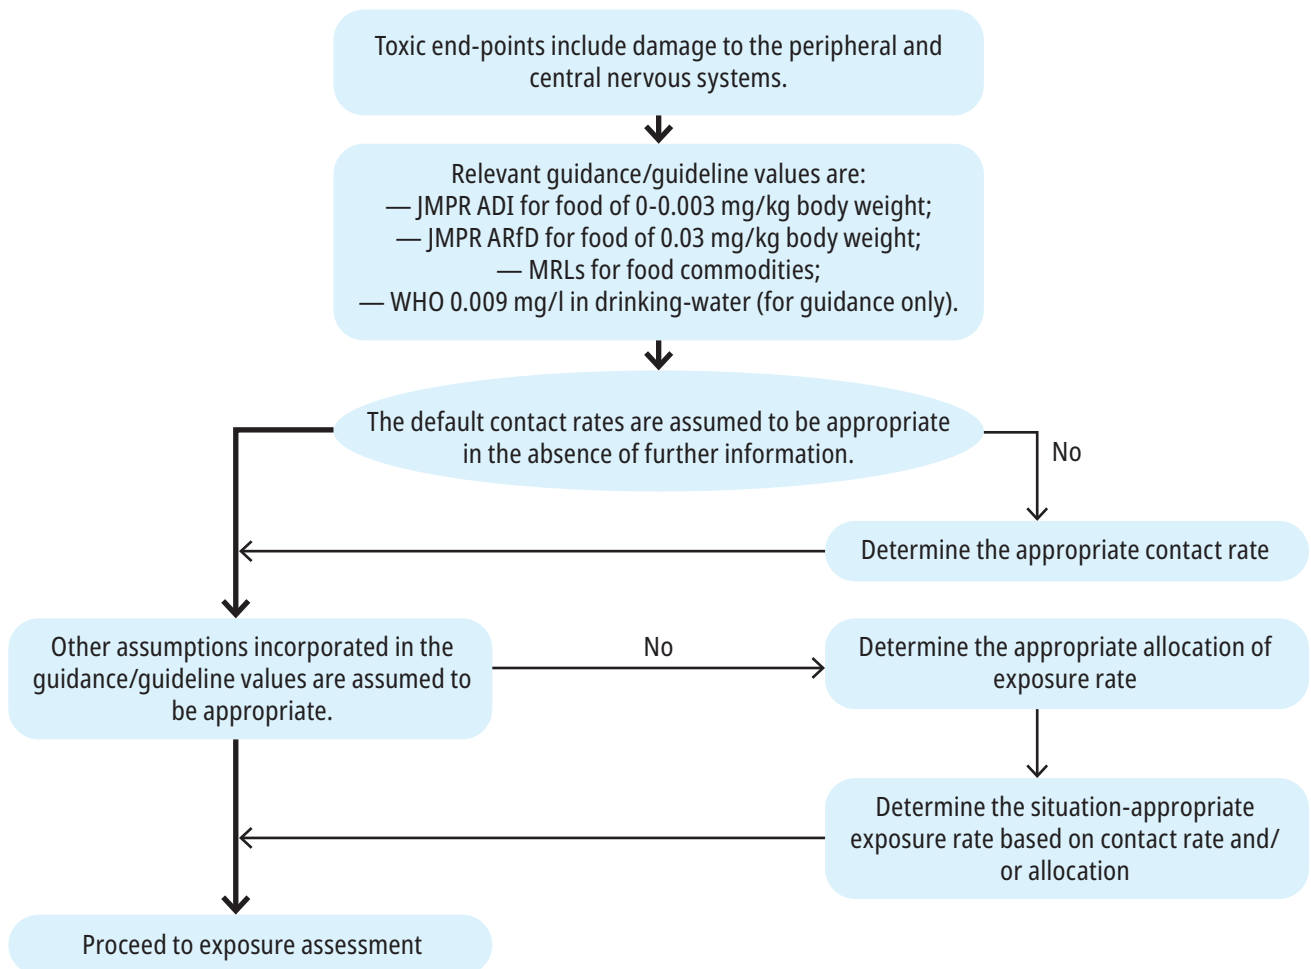 Toxic end-points include damage to the peripheral and
central nervous systems.
Relevant guidance/guideline values are:
— JMPR ADI for food of 0-0.003 mg/kg body weight;
— JMPR ARfD for food of 0.03 mg/kg body weight;
— MRLs for food commodities;
— WHO 0.009 mg/l in drinking-water (for guidance only).
The default contact rates are assumed to be appropriate
in the absence of further information.
No
Determine the appropriate contact rate
Other assumptions incorporated in the
guidance/guideline values are assumed to
be appropriate.
No
Determine the appropriate allocation of
exposure rate
Determine the situation-appropriate
exposure rate based on contact rate and/
or allocation
Proceed to exposure assessment